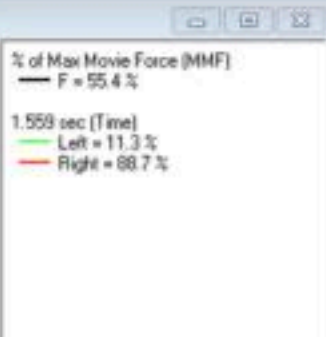 % of Max Movie Force (MMF)
F = 55.4 %
1.559 sec (Time)
Left = 11.3 %
Right = 88.7 %